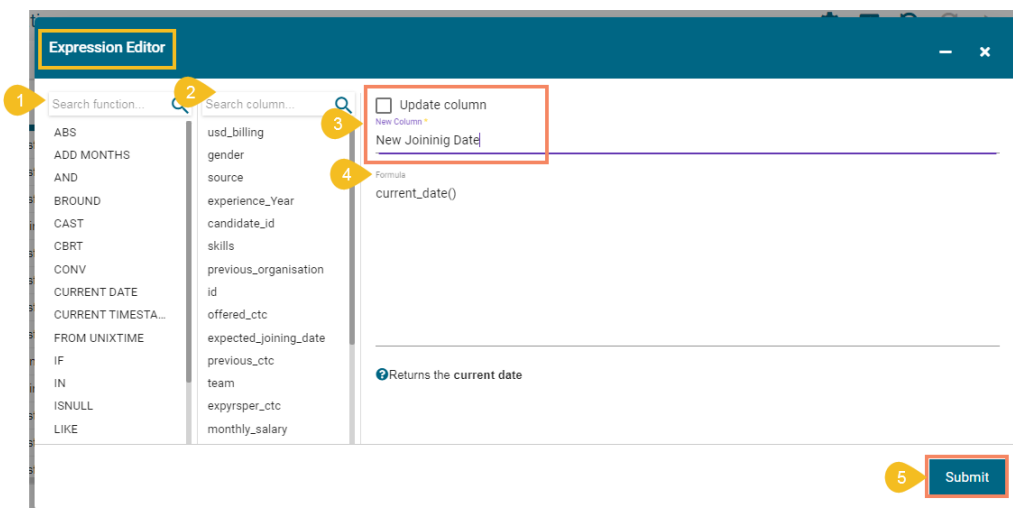 Expression Editor
1
Search function...
ABS
ADD MONTHS
AND
BROUND
CAST
CBRT
CONV
CURRENT DATE
CURRENT TIMESTA...
FROM UNIXTIME
IF
IN
ISNULL
LIKE
2
Search column...
usd_billing
gender
source
experience_Year
candidate_id
skills
previous_organisation
id
offered_ctc
expected_joining_date
previous_ctc
team
expyrsper_ctc
monthly_salary
Update column
3
New Column *
New Joininig Date
4
Formula
current_date()
Returns the current date
5
Submit